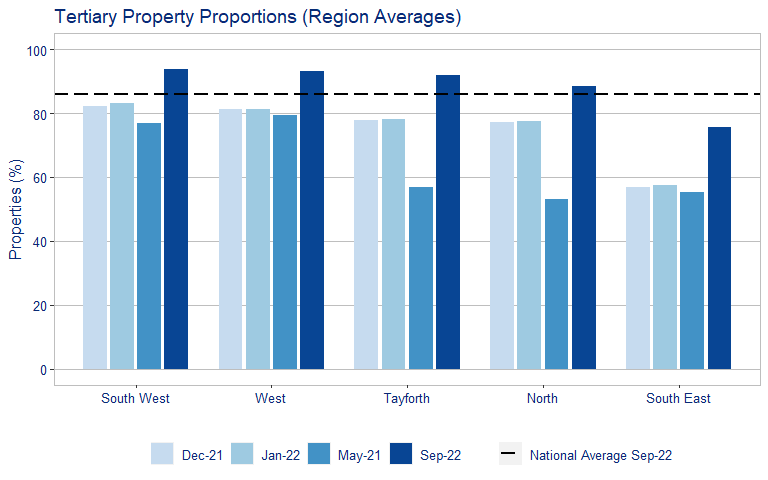 Tertiary Property Proportions (Region Averages)
Properties (%)
100
80
60
40
20
0
South West West Tayforth North South East
Dec-21 Jan-22 May-21 Sep-22 National Average Sep-22